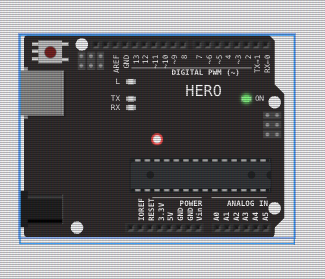 AREF
GND
13
12
~11
~10
~9
8
7
~6
~5
4
~3
2
TX→1
RX←0
DIGITAL PWM (~)
L
TX
RX
HERO
ON
POWER
ANALOG IN
IOREF
RESET
3.3V
5V
GND
GND
Vin
A0
A1
A2
A3
A4
A5